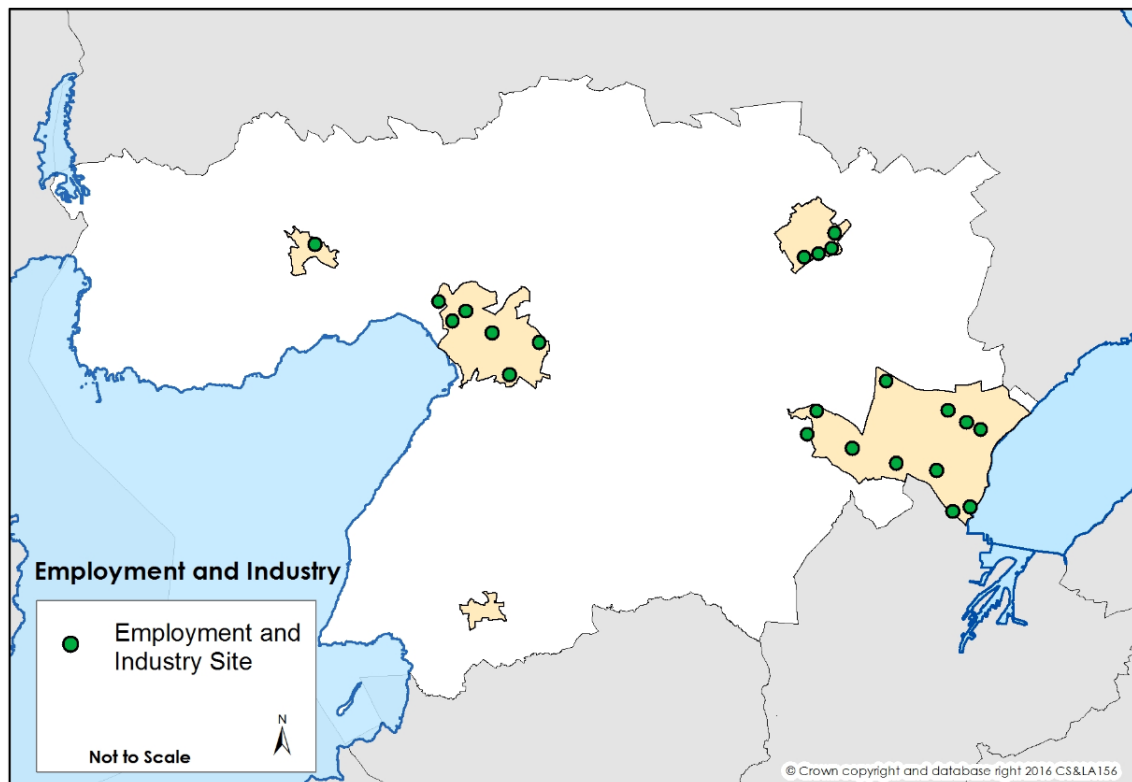 Employment and Industry
Employment and
Industry Site
N
Not to Scale
© Crown copyright and database right 2016 CS&LA156